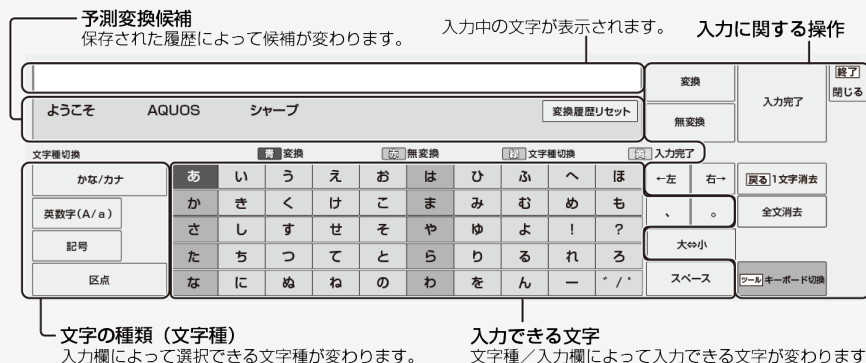 予測変換候補
保存された履歴によって候補が変わります。
入力中の文字が表示されます。
入力に関する操作
ようこそ AQUOS シャープ 変換履歴リセット
変換
無変換
入力完了
終了
閉じる
文字種切換
青 変換 赤 無変換 緑 文字種切換 黄 入力完了
かな/カナ
英数字(A/a)
記号
区点
あ い う え お は ひ ふ へ ほ
か き く け こ ま み む め も
さ し す せ そ や ゆ よ ! ?
た ち つ て と ら り る れ ろ
な に ぬ ね の わ を ん ー ゛/゜
←左 右→
、 。
大⇔小
スペース
戻る 1文字消去
全文消去
ツール キーボード切換
文字の種類(文字種)
入力欄によって選択できる文字種が変わります。
入力できる文字
文字種/入力欄によって入力できる文字が変わります